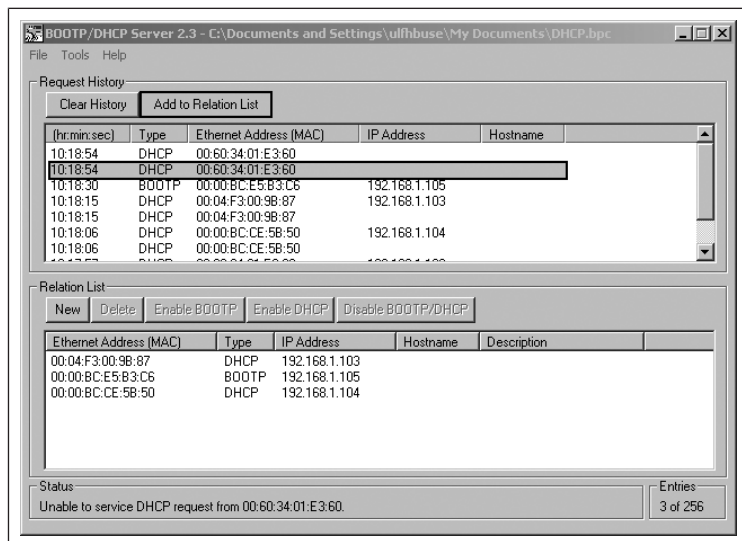 BOOTP/DHCP Server 2.3 - C:\Documents and Settings\ulfhbuse\My Documents\DHCP.bpc
File Tools Help
Request History
Clear History Add to Relation List
(hr:min:sec) Type Ethernet Address (MAC) IP Address Hostname
10:18:54 DHCP 00:60:34:01:E3:60
10:18:54 DHCP 00:60:34:01:E3:60
10:18:30 BOOTP 00:00:BC:E5:B3:C6 192.168.1.105
10:18:15 DHCP 00:04:F3:00:9B:87 192.168.1.103
10:18:15 DHCP 00:04:F3:00:9B:87
10:18:06 DHCP 00:00:BC:CE:5B:50 192.168.1.104
10:18:06 DHCP 00:00:BC:CE:5B:50
Relation List
New Delete Enable BOOTP Enable DHCP Disable BOOTP/DHCP
Ethernet Address (MAC) Type IP Address Hostname Description
00:04:F3:00:9B:87 DHCP 192.168.1.103
00:00:BC:E5:B3:C6 BOOTP 192.168.1.105
00:00:BC:CE:5B:50 DHCP 192.168.1.104
Status
Unable to service DHCP request from 00:60:34:01:E3:60.
Entries
3 of 256